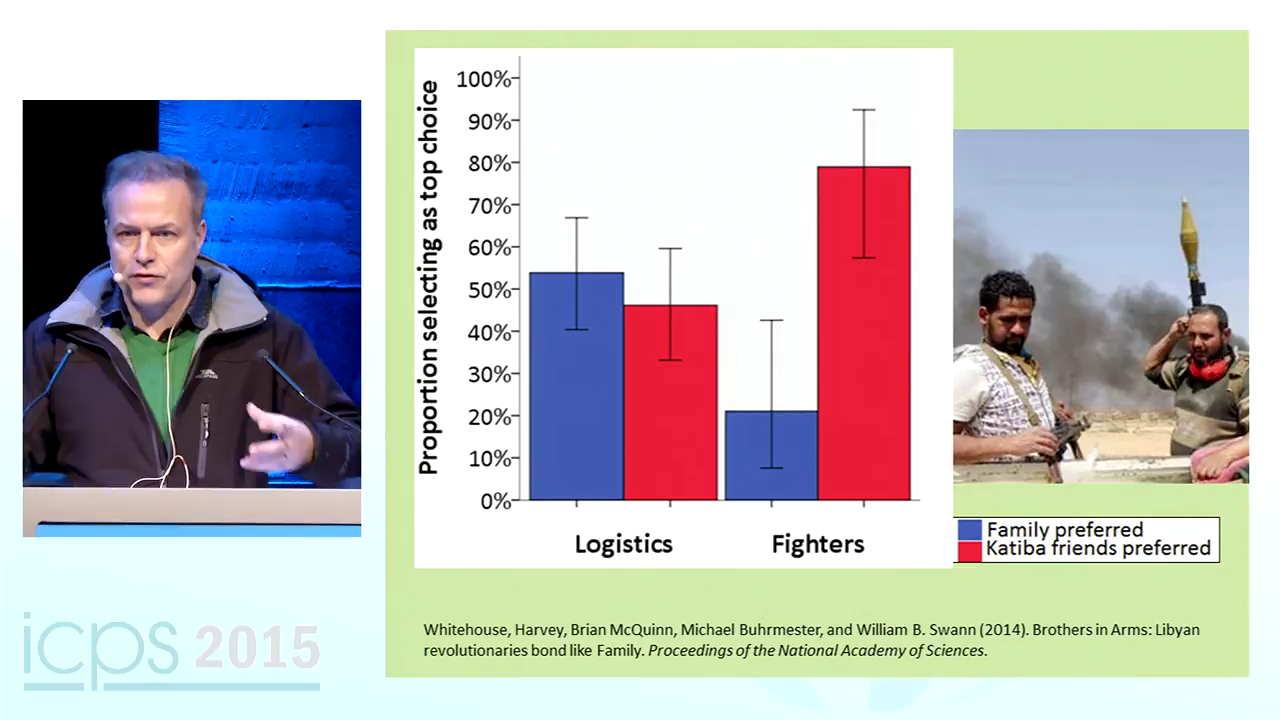 100%
90%
80%
70%
60%
50%
40%
30%
20%
10%
0%
Proportion selecting as top choice
Logistics
Fighters
Family preferred
Katiba friends preferred
Whitehouse, Harvey, Brian McQuinn, Michael Buhrmester, and William B. Swann (2014). Brothers in Arms: Libyan
revolutionaries bond like Family. Proceedings of the National Academy of Sciences.
icps 2015